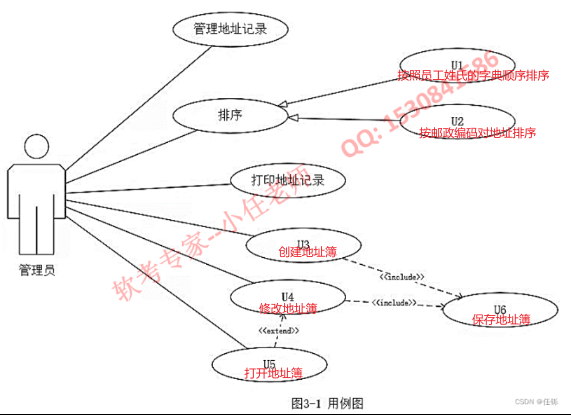 管理地址记录
U1
按照员工姓氏的字典顺序排序
排序
U2
按邮政编码对地址排序
打印地址记录
管理员
U3
创建地址簿
<<include>>
U4
修改地址簿
<<include>>
U6
保存地址簿
<<extend>>
U5
打开地址簿
软考专家--小任老师 QQ: 1530841586
图3-1 用例图
CSDN @任铄